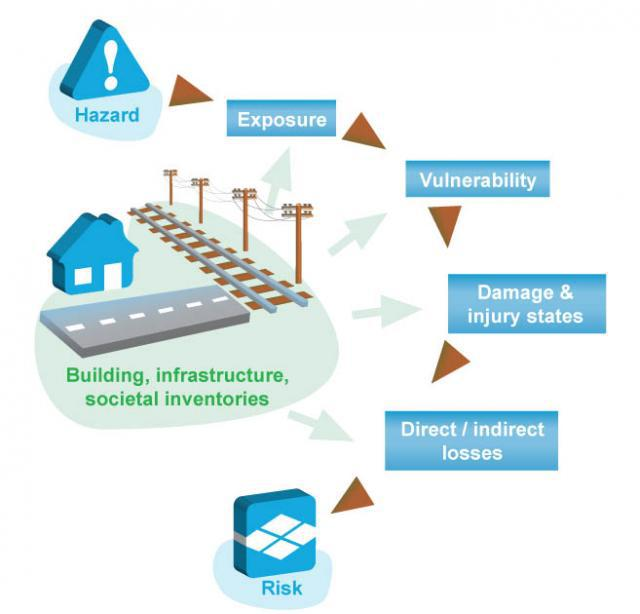 Hazard
Exposure
Vulnerability
Damage &
injury states
Building, infrastructure,
societal inventories
Direct / indirect
losses
Risk